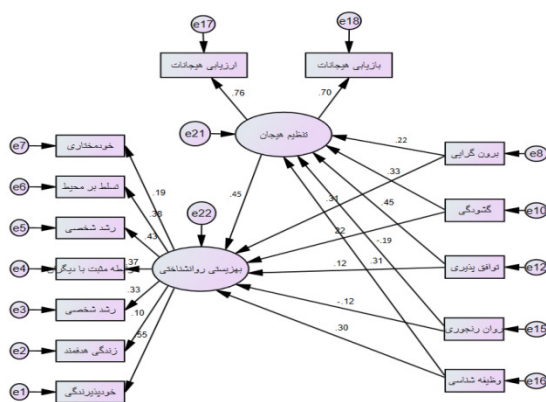 e17
e18
ارزیابی هیجانات
بازیابی هیجانات
.76
.70
e21
تنظیم هیجان
e7
خودمختاری
.22
برون گرایی
e8
.33
e6
تسلط بر محیط
.19
.45
.31
.45
گشودگی
e10
e22
.38
e5
رشد شخصی
.43
.22
-.19
e4
طه مثبت با دیگران
.37
بهزیستی روانشناختی
.12
.31
توافق پذیری
e12
.33
e3
رشد شخصی
.10
-.12
روان رنجوری
e15
e2
زندگی هدفمند
.30
.55
e1
خودپذیرندگی
وظیفه شناسی
e16